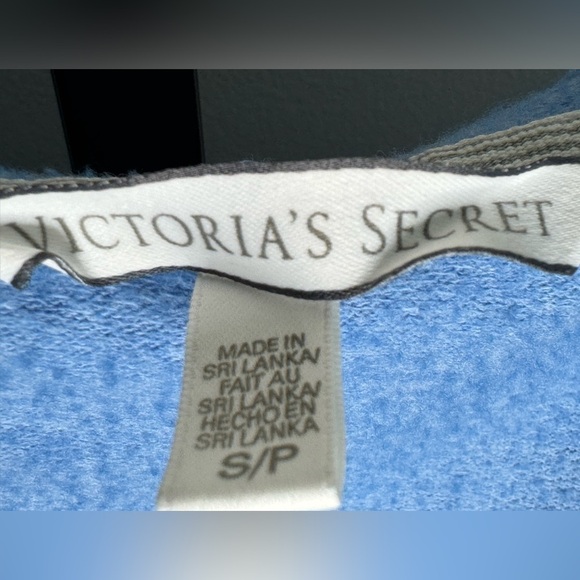 VICTORIA'S SECRET
MADE IN
SRI LANKA/
FAIT AU
SRI LANKA/
HECHO EN
SRI LANKA
S/P